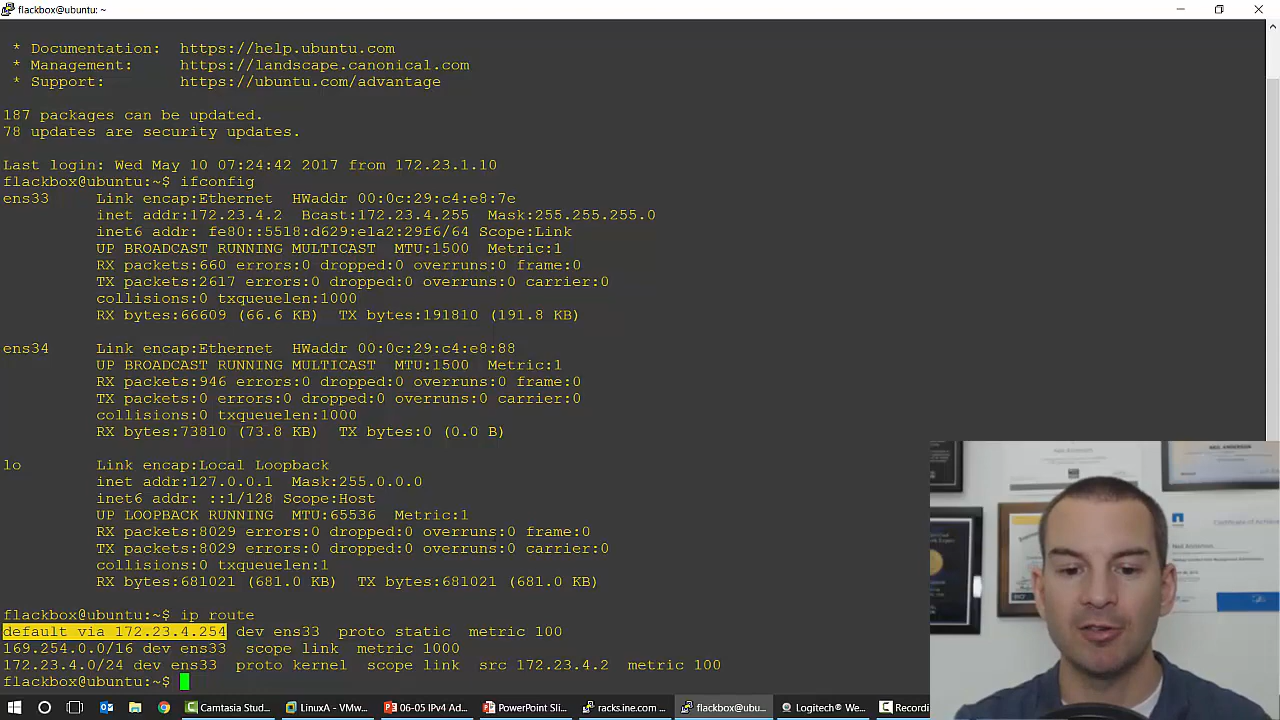 flackbox@ubuntu: ~
* Documentation:  https://help.ubuntu.com
* Management:     https://landscape.canonical.com
* Support:        https://ubuntu.com/advantage
187 packages can be updated.
78 updates are security updates.
Last login: Wed May 10 07:24:42 2017 from 172.23.1.10
flackbox@ubuntu:~$ ifconfig
ens33     Link encap:Ethernet  HWaddr 00:0c:29:c4:e8:7e
inet addr:172.23.4.2  Bcast:172.23.4.255  Mask:255.255.255.0
inet6 addr: fe80::5518:d629:e1a2:29f6/64 Scope:Link
UP BROADCAST RUNNING MULTICAST  MTU:1500  Metric:1
RX packets:660 errors:0 dropped:0 overruns:0 frame:0
TX packets:2617 errors:0 dropped:0 overruns:0 carrier:0
collisions:0 txqueuelen:1000
RX bytes:66609 (66.6 KB)  TX bytes:191810 (191.8 KB)
ens34     Link encap:Ethernet  HWaddr 00:0c:29:c4:e8:88
UP BROADCAST RUNNING MULTICAST  MTU:1500  Metric:1
RX packets:946 errors:0 dropped:0 overruns:0 frame:0
TX packets:0 errors:0 dropped:0 overruns:0 carrier:0
collisions:0 txqueuelen:1000
RX bytes:73810 (73.8 KB)  TX bytes:0 (0.0 B)
lo        Link encap:Local Loopback
inet addr:127.0.0.1  Mask:255.0.0.0
inet6 addr: ::1/128 Scope:Host
UP LOOPBACK RUNNING  MTU:65536  Metric:1
RX packets:8029 errors:0 dropped:0 overruns:0 frame:0
TX packets:8029 errors:0 dropped:0 overruns:0 carrier:0
collisions:0 txqueuelen:1
RX bytes:681021 (681.0 KB)  TX bytes:681021 (681.0 KB)
flackbox@ubuntu:~$ ip route
default via 172.23.4.254 dev ens33  proto static  metric 100
169.254.0.0/16 dev ens33  scope link  metric 1000
172.23.4.0/24 dev ens33  proto kernel  scope link  src 172.23.4.2  metric 100
flackbox@ubuntu:~$
Camtasia Studio
LinuxA - VMw...
06-05 IPv4 Ad...
PowerPoint Sli...
racks.ine.com ...
flackbox@ubu...
Logitech® We...
Recording